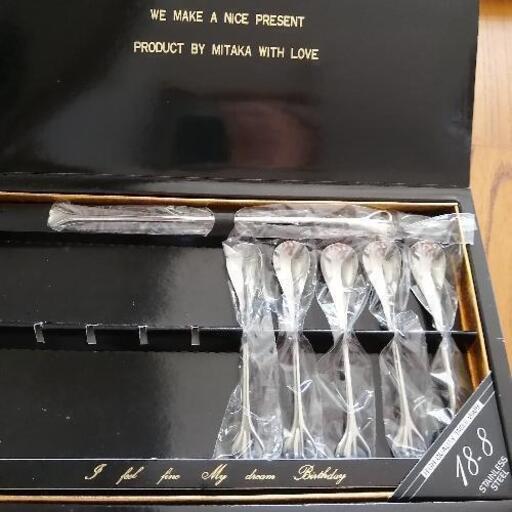 WE MAKE A NICE PRESENT
PRODUCT BY MITAKA WITH LOVE
18-8
STAINLESS
STEEL
I feel fine My dream Birthday